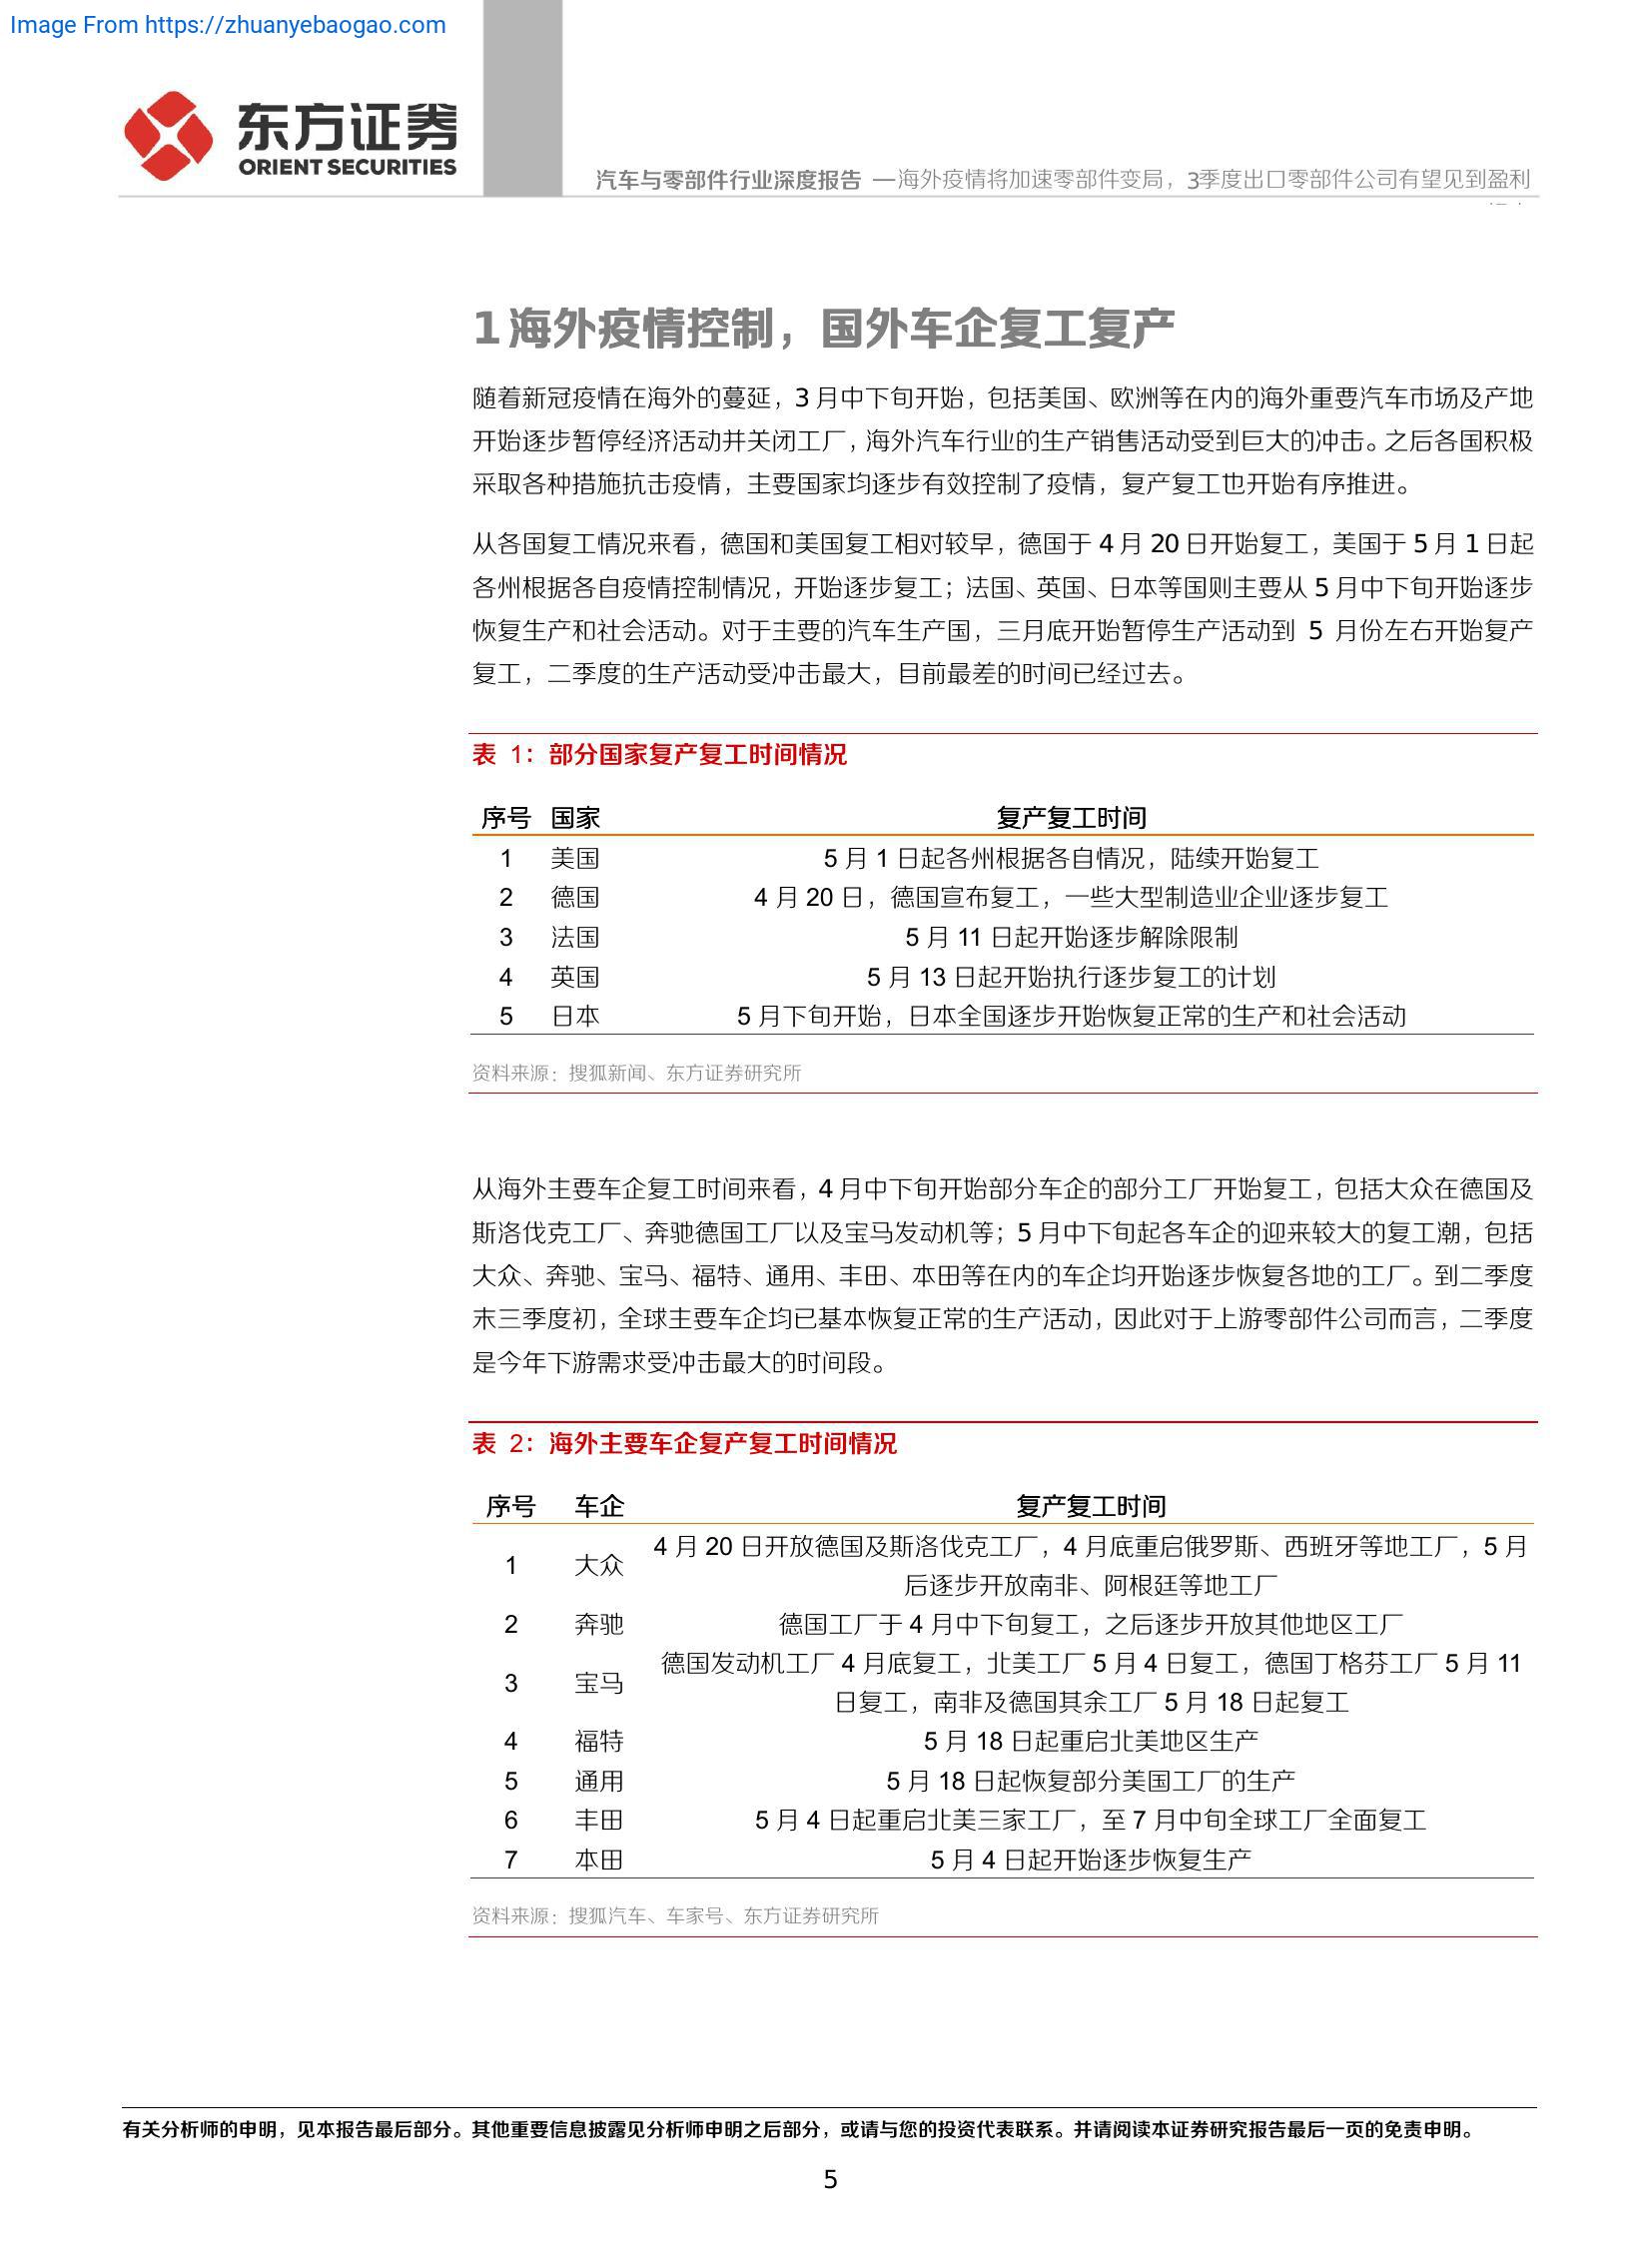 Image From https://zhuanyebaogao.com
东方证券
ORIENT SECURITIES
汽车与零部件行业深度报告 —海外疫情将加速零部件变局，3季度出口零部件公司有望见到盈利
1 海外疫情控制，国外车企复工复产
随着新冠疫情在海外的蔓延，3 月中下旬开始，包括美国、欧洲等在内的海外重要汽车市场及产地
开始逐步暂停经济活动并关闭工厂，海外汽车行业的生产销售活动受到巨大的冲击。之后各国积极
采取各种措施抗击疫情，主要国家均逐步有效控制了疫情，复产复工也开始有序推进。
从各国复工情况来看，德国和美国复工相对较早，德国于 4 月 20 日开始复工，美国于 5 月 1 日起
各州根据各自疫情控制情况，开始逐步复工；法国、英国、日本等国则主要从 5 月中下旬开始逐步
恢复生产和社会活动。对于主要的汽车生产国，三月底开始暂停生产活动到 5 月份左右开始复产
复工，二季度的生产活动受冲击最大，目前最差的时间已经过去。
表 1：部分国家复产复工时间情况
序号 国家 复产复工时间
1 美国 5 月 1 日起各州根据各自情况，陆续开始复工
2 德国 4 月 20 日，德国宣布复工，一些大型制造业企业逐步复工
3 法国 5 月 11 日起开始逐步解除限制
4 英国 5 月 13 日起开始执行逐步复工的计划
5 日本 5 月下旬开始，日本全国逐步开始恢复正常的生产和社会活动
资料来源：搜狐新闻、东方证券研究所
从海外主要车企复工时间来看，4 月中下旬开始部分车企的部分工厂开始复工，包括大众在德国及
斯洛伐克工厂、奔驰德国工厂以及宝马发动机等；5 月中下旬起各车企的迎来较大的复工潮，包括
大众、奔驰、宝马、福特、通用、丰田、本田等在内的车企均开始逐步恢复各地的工厂。到二季度
末三季度初，全球主要车企均已基本恢复正常的生产活动，因此对于上游零部件公司而言，二季度
是今年下游需求受冲击最大的时间段。
表 2：海外主要车企复产复工时间情况
序号 车企 复产复工时间
1 大众 4 月 20 日开放德国及斯洛伐克工厂，4 月底重启俄罗斯、西班牙等地工厂，5 月
后逐步开放南非、阿根廷等地工厂
2 奔驰 德国工厂于 4 月中下旬复工，之后逐步开放其他地区工厂
3 宝马 德国发动机工厂 4 月底复工，北美工厂 5 月 4 日复工，德国丁格芬工厂 5 月 11
日复工，南非及德国其余工厂 5 月 18 日起复工
4 福特 5 月 18 日起重启北美地区生产
5 通用 5 月 18 日起恢复部分美国工厂的生产
6 丰田 5 月 4 日起重启北美三家工厂，至 7 月中旬全球工厂全面复工
7 本田 5 月 4 日起开始逐步恢复生产
资料来源：搜狐汽车、车家号、东方证券研究所
有关分析师的申明，见本报告最后部分。其他重要信息披露见分析师申明之后部分，或请与您的投资代表联系。并请阅读本证券研究报告最后一页的免责申明。
5